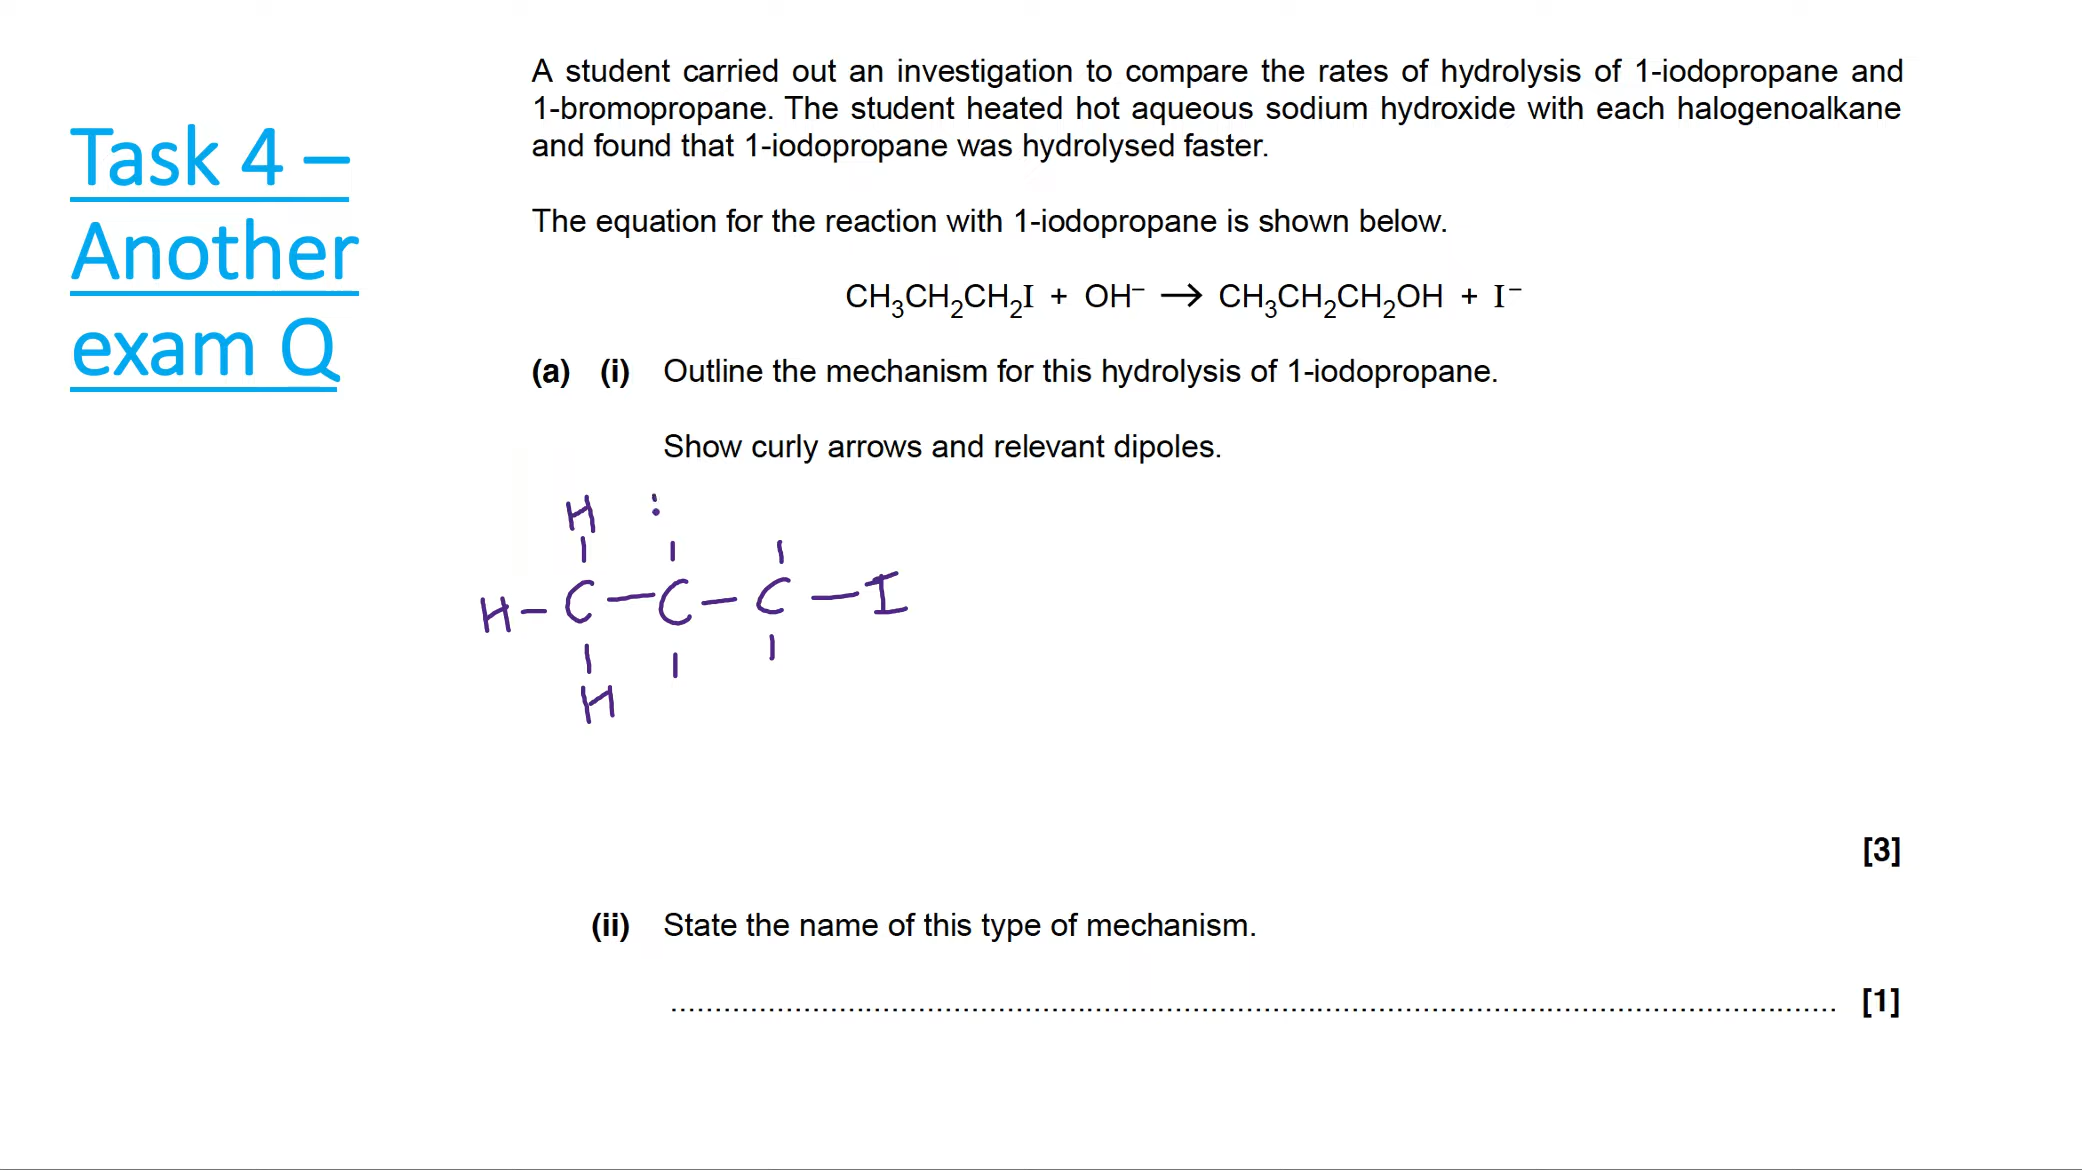 Task 4 –
Another
exam Q
A student carried out an investigation to compare the rates of hydrolysis of 1-iodopropane and
1-bromopropane. The student heated hot aqueous sodium hydroxide with each halogenoalkane
and found that 1-iodopropane was hydrolysed faster.
The equation for the reaction with 1-iodopropane is shown below.
CH₃CH₂CH₂I + OH⁻ → CH₃CH₂CH₂OH + I⁻
(a) (i) Outline the mechanism for this hydrolysis of 1-iodopropane.
Show curly arrows and relevant dipoles.
H
H – C – C – C – I
H
[3]
(ii) State the name of this type of mechanism.
.......... [1]